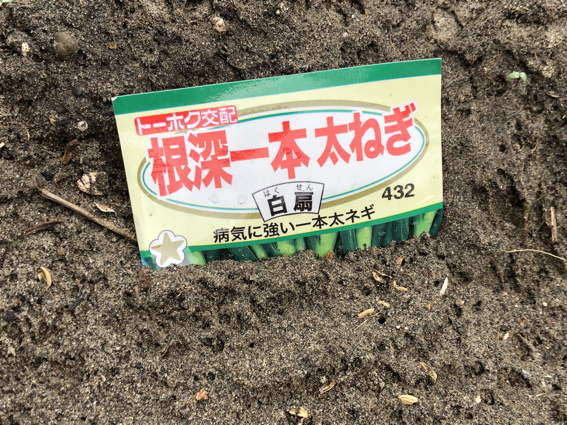 トーホク交配
根深一本太ねぎ
はくせん
白扇
432
病気に強い一本太ネギ